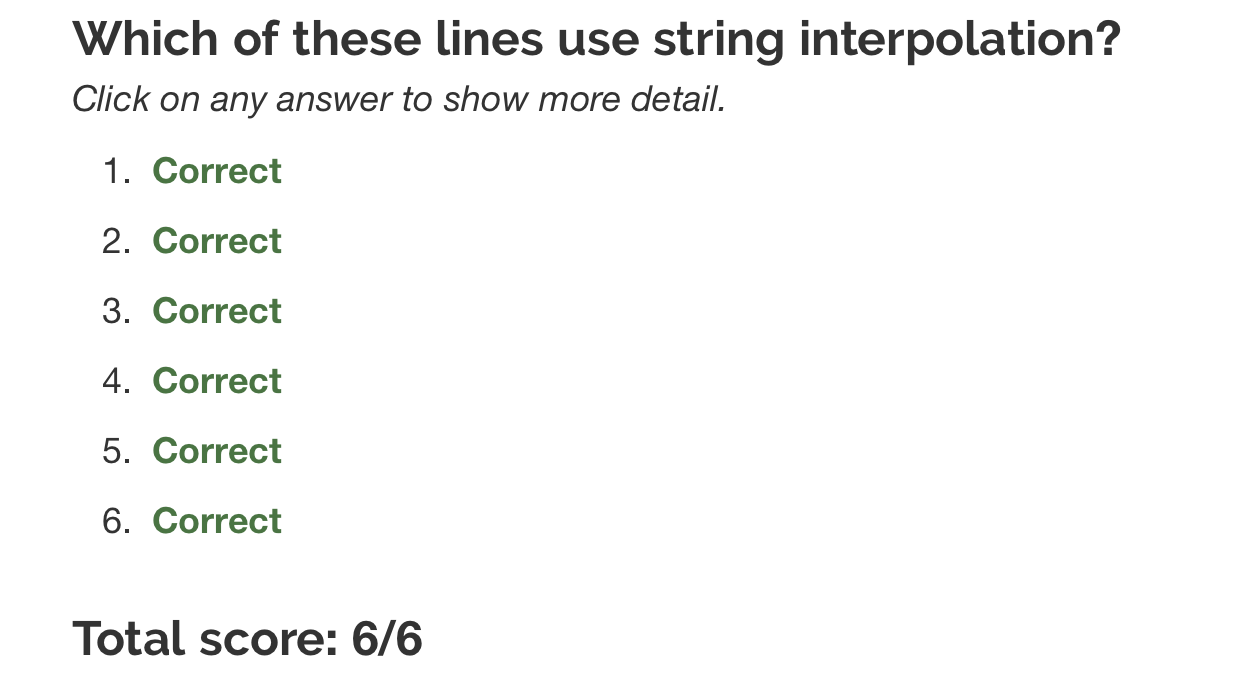 Which of these lines use string interpolation?
Click on any answer to show more detail.
1. Correct
2. Correct
3. Correct
4. Correct
5. Correct
6. Correct
Total score: 6/6